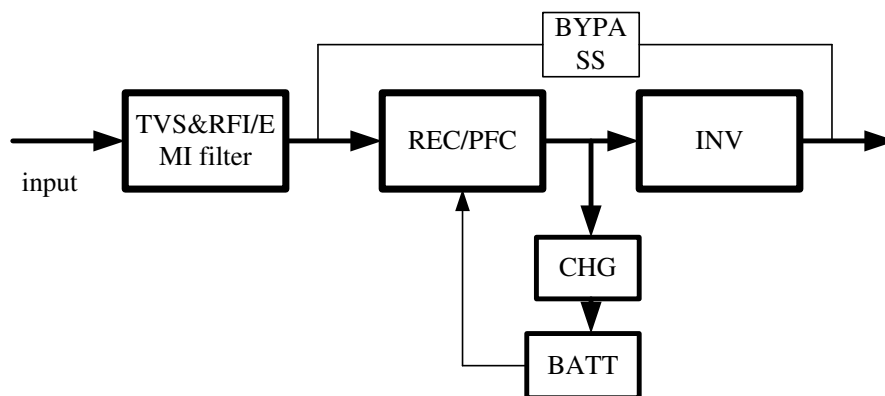 BYPA
SS
TVS&RFI/E
MI filter
REC/PFC
INV
input
CHG
BATT